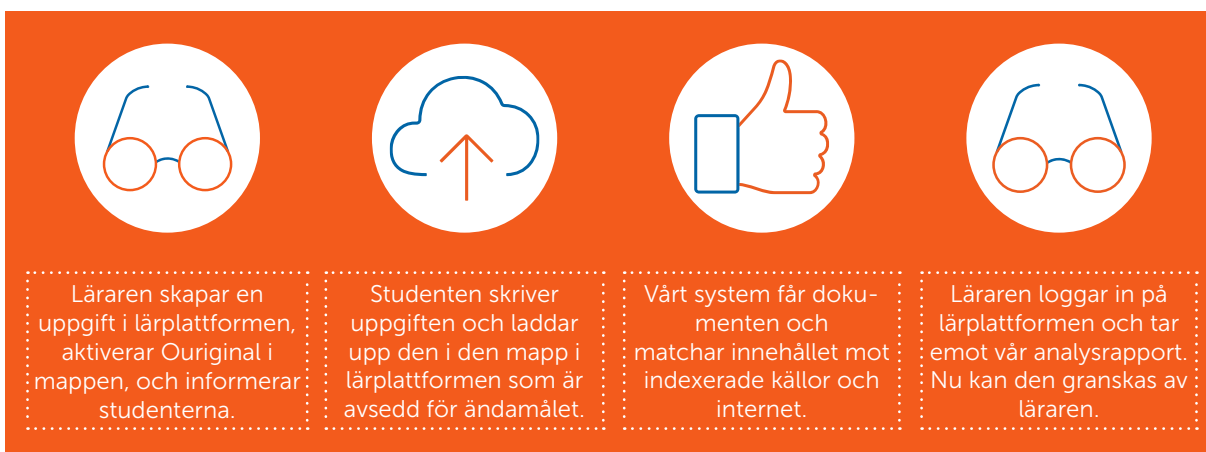 Läraren skapar en
uppgift i lärplattformen,
aktiverar Ouriginal i
mappen, och informerar
studenterna.
Studenten skriver
uppgiften och laddar
upp den i den mapp i
lärplattformen som är
avsedd för ändamålet.
Vårt system får doku-
menten och
matchar innehållet mot
indexerade källor och
internet.
Läraren loggar in på
lärplattformen och tar
emot vår analysrapport.
Nu kan den granskas av
läraren.